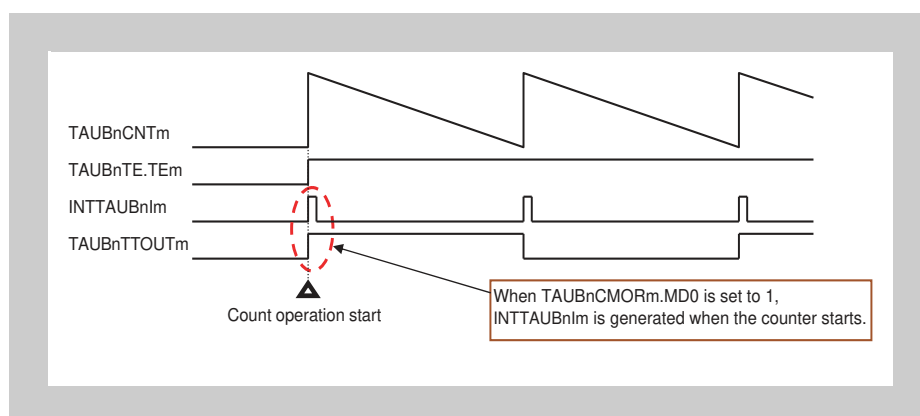 TAUBnCNTm
TAUBnTE.TEm
INTTAUBnIm
TAUBnTTOUTm
Count operation start
When TAUBnCMORm.MD0 is set to 1,
INTTAUBnIm is generated when the counter starts.